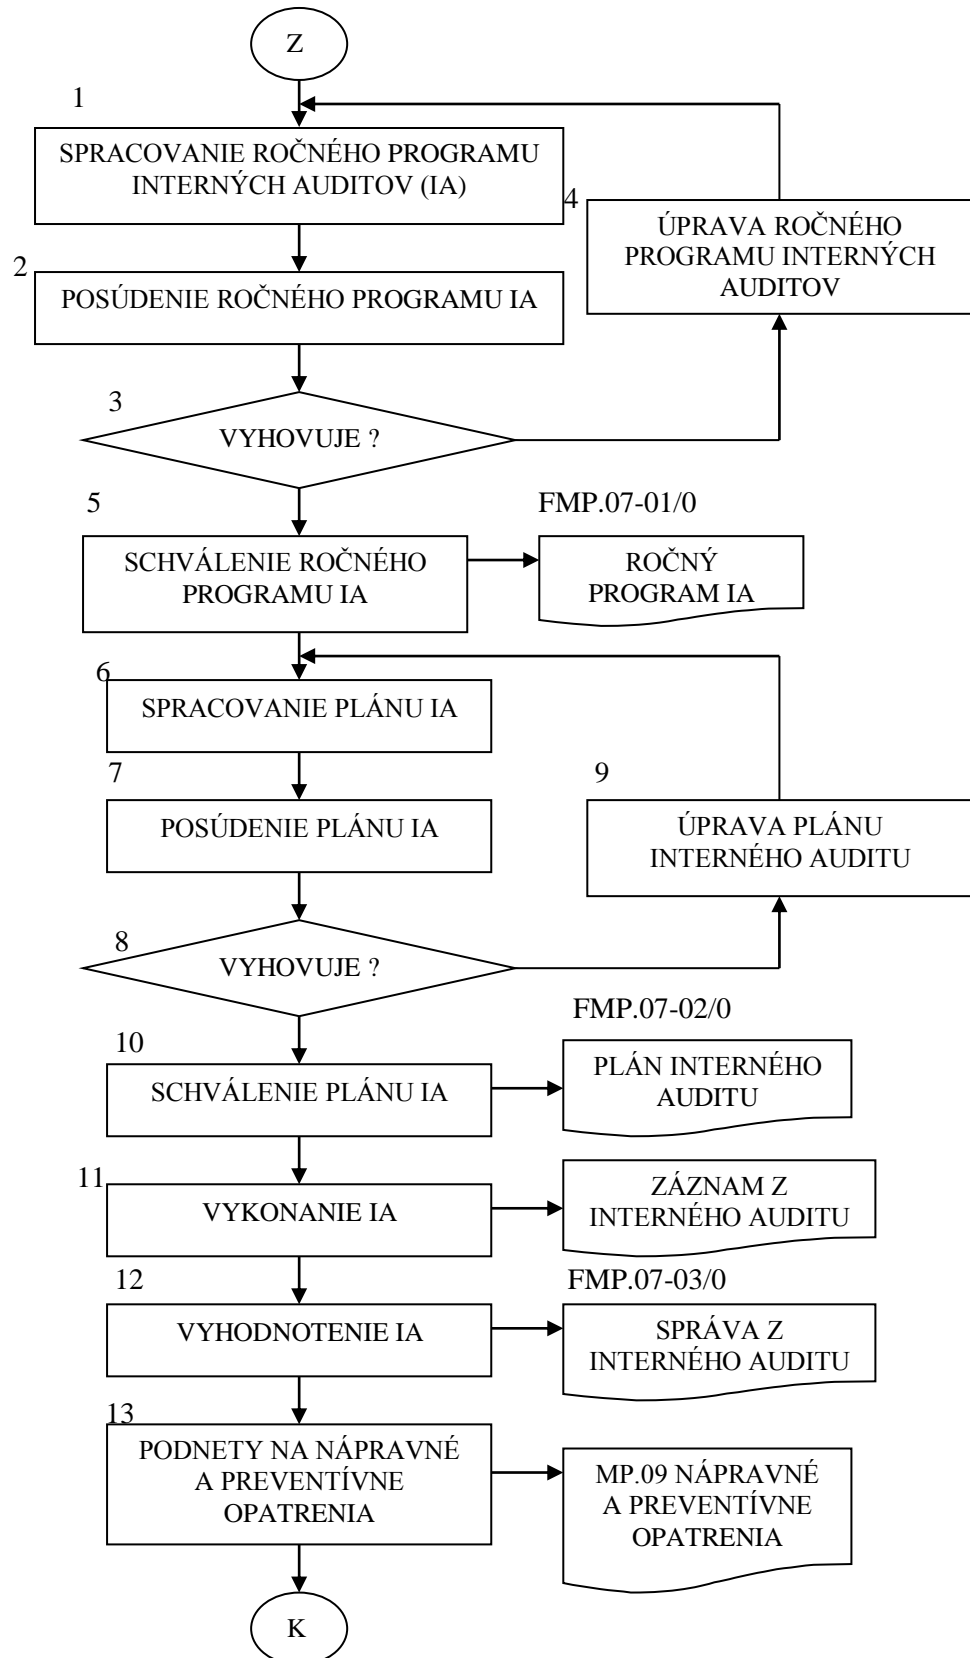 Z
1
SPRACOVANIE ROČNÉHO PROGRAMU
INTERNÝCH AUDITOV (IA)
4
ÚPRAVA ROČNÉHO
PROGRAMU INTERNÝCH
AUDITOV
2
POSÚDENIE ROČNÉHO PROGRAMU IA
3
VYHOVUJE ?
5
SCHVÁLENIE ROČNÉHO
PROGRAMU IA
FMP.07-01/0
ROČNÝ
PROGRAM IA
6
SPRACOVANIE PLÁNU IA
7
POSÚDENIE PLÁNU IA
9
ÚPRAVA PLÁNU
INTERNÉHO AUDITU
8
VYHOVUJE ?
10
SCHVÁLENIE PLÁNU IA
FMP.07-02/0
PLÁN INTERNÉHO
AUDITU
11
VYKONANIE IA
ZÁZNAM Z
INTERNÉHO AUDITU
12
VYHODNOTENIE IA
FMP.07-03/0
SPRÁVA Z
INTERNÉHO AUDITU
13
PODNETY NA NÁPRAVNÉ
A PREVENTÍVNE
OPATRENIA
MP.09 NÁPRAVNÉ
A PREVENTÍVNE
OPATRENIA
K